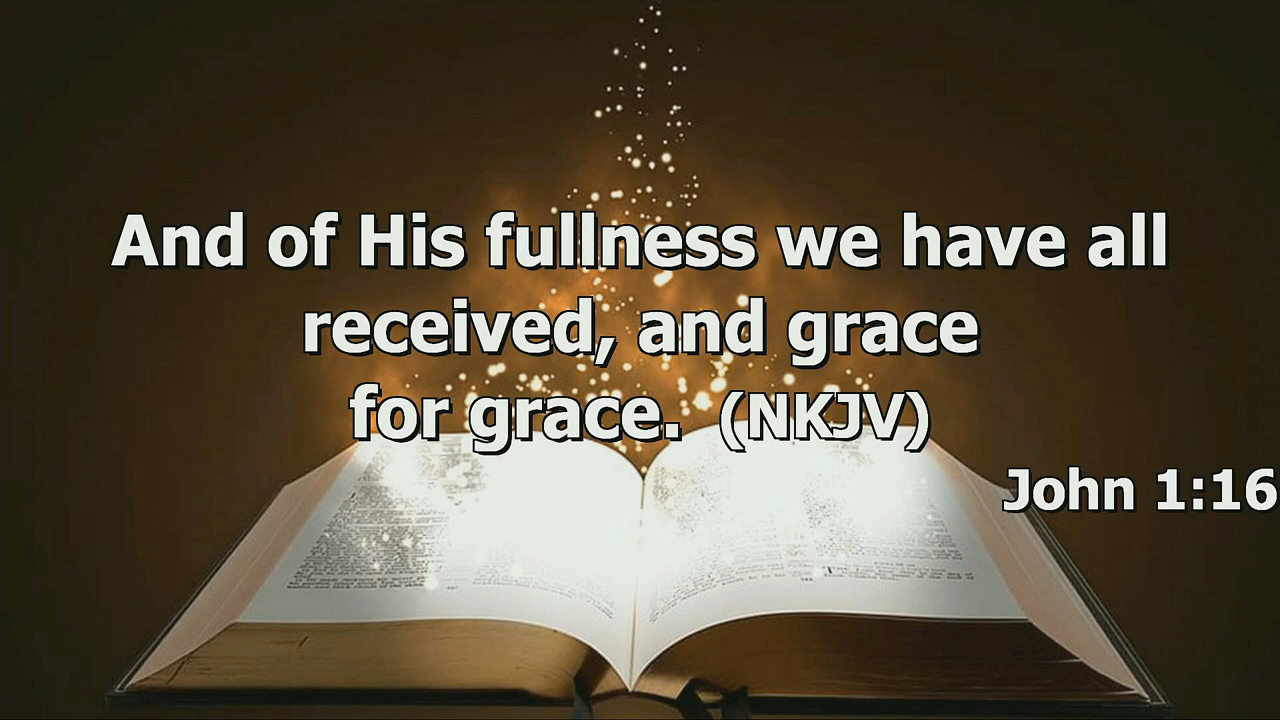 And of His fullness we have all
received, and grace
for grace. (NKJV)
John 1:16